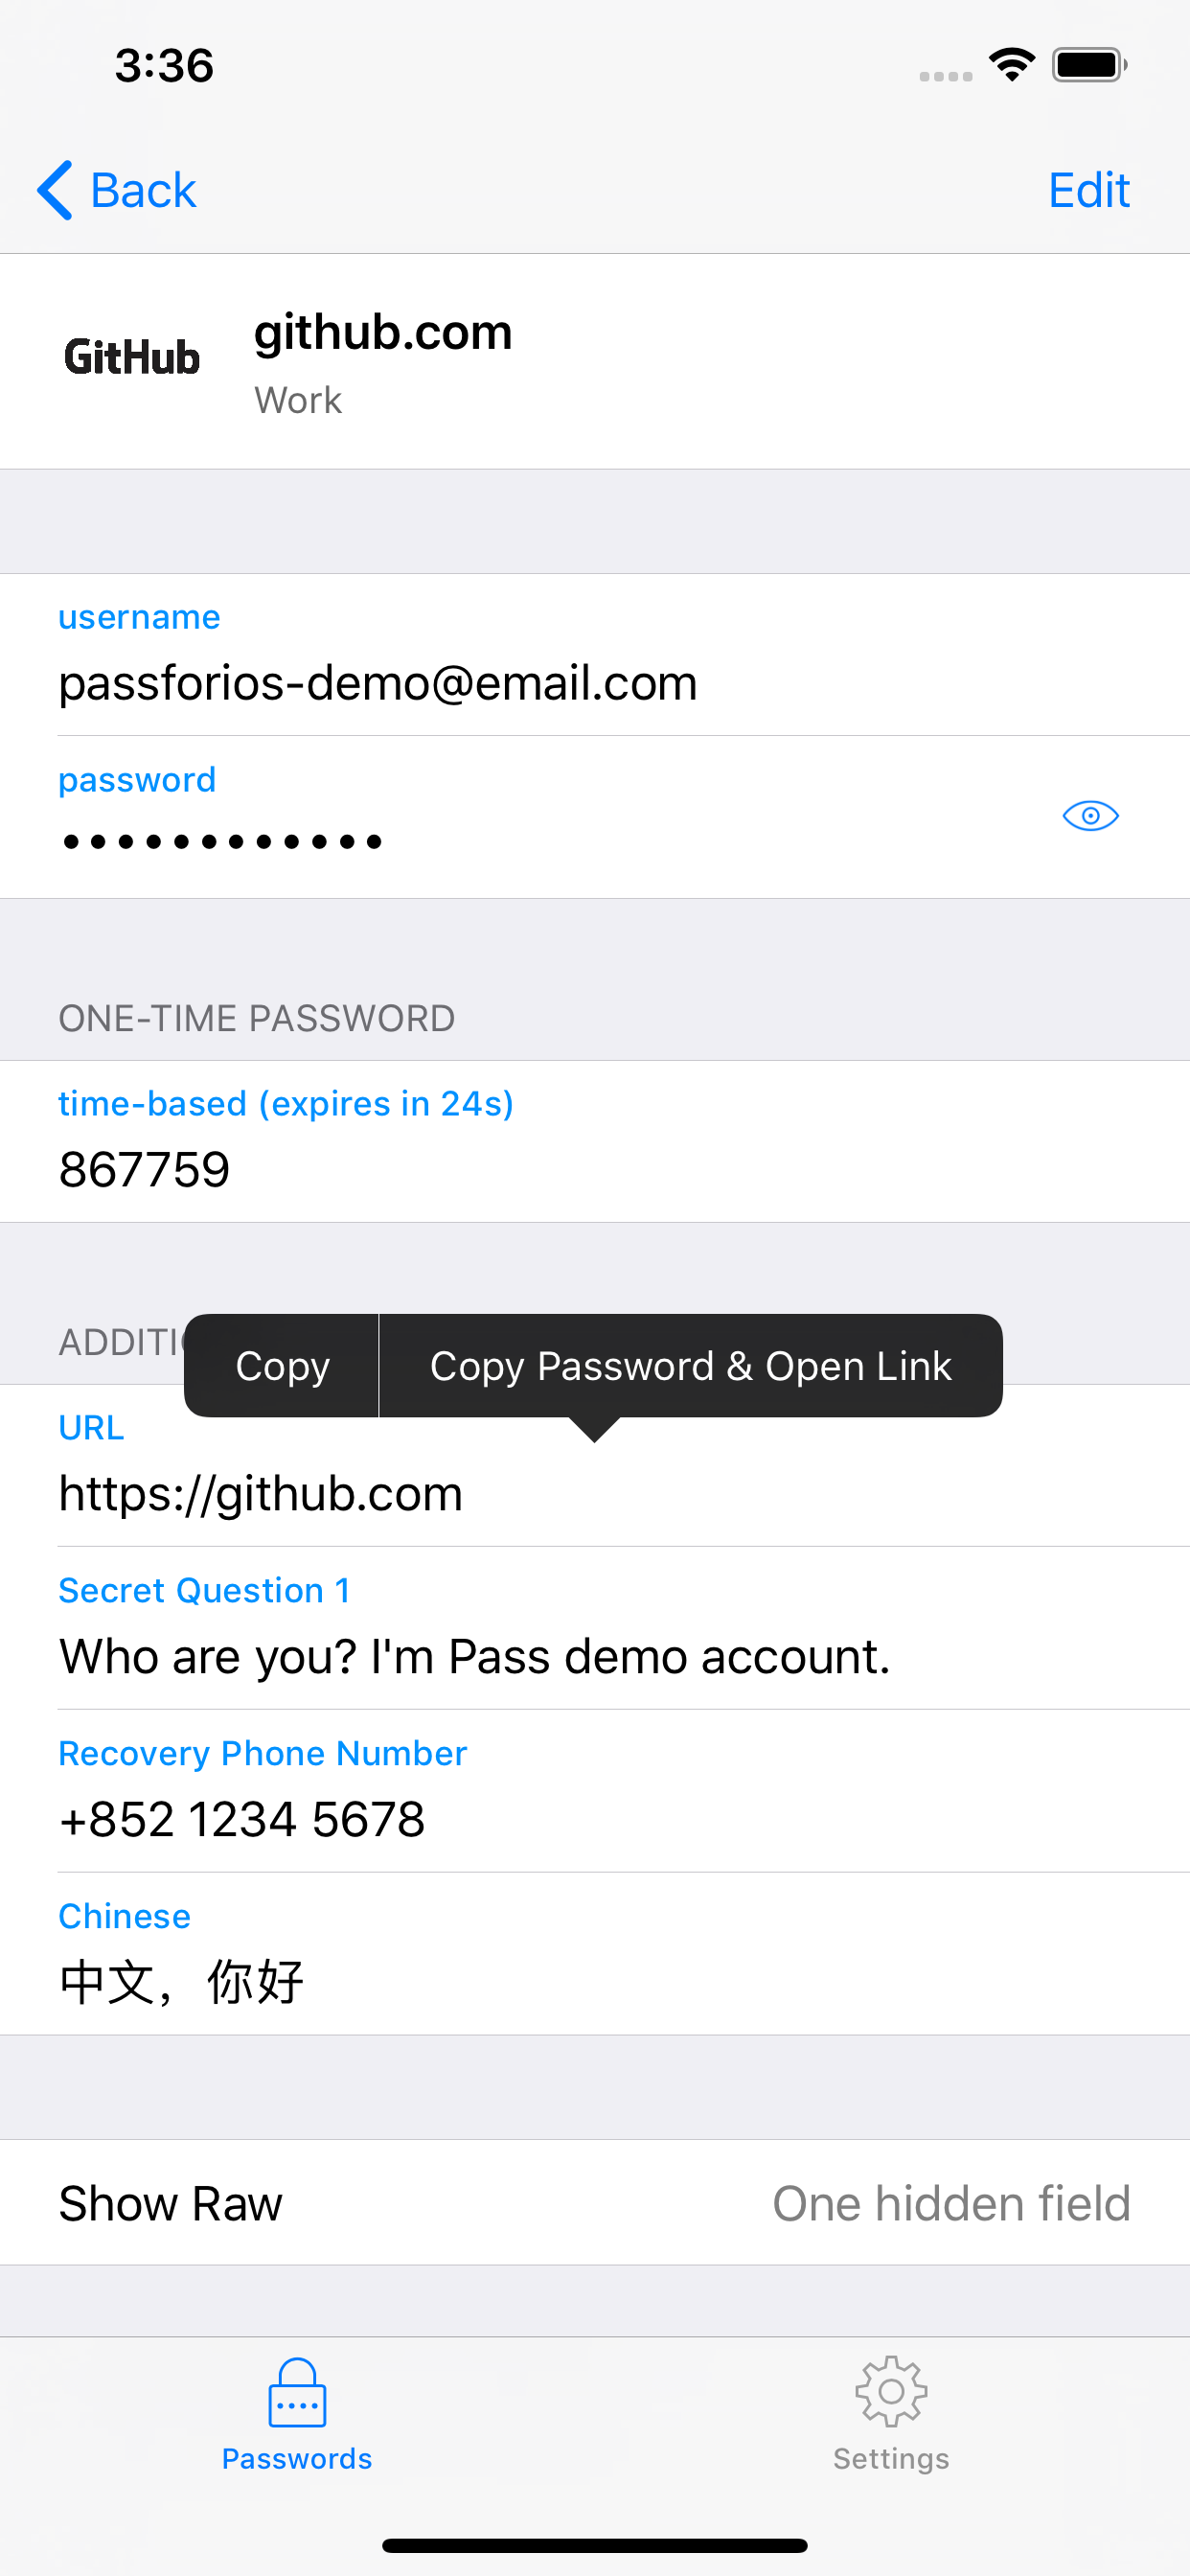 3:36
Back
Edit
GitHub
github.com
Work
username
passforios-demo@email.com
password
ONE-TIME PASSWORD
time-based (expires in 24s)
867759
Copy
Copy Password & Open Link
URL
https://github.com
Secret Question 1
Who are you? I'm Pass demo account.
Recovery Phone Number
+852 1234 5678
Chinese
中文，你好
Show Raw
One hidden field
Passwords
Settings